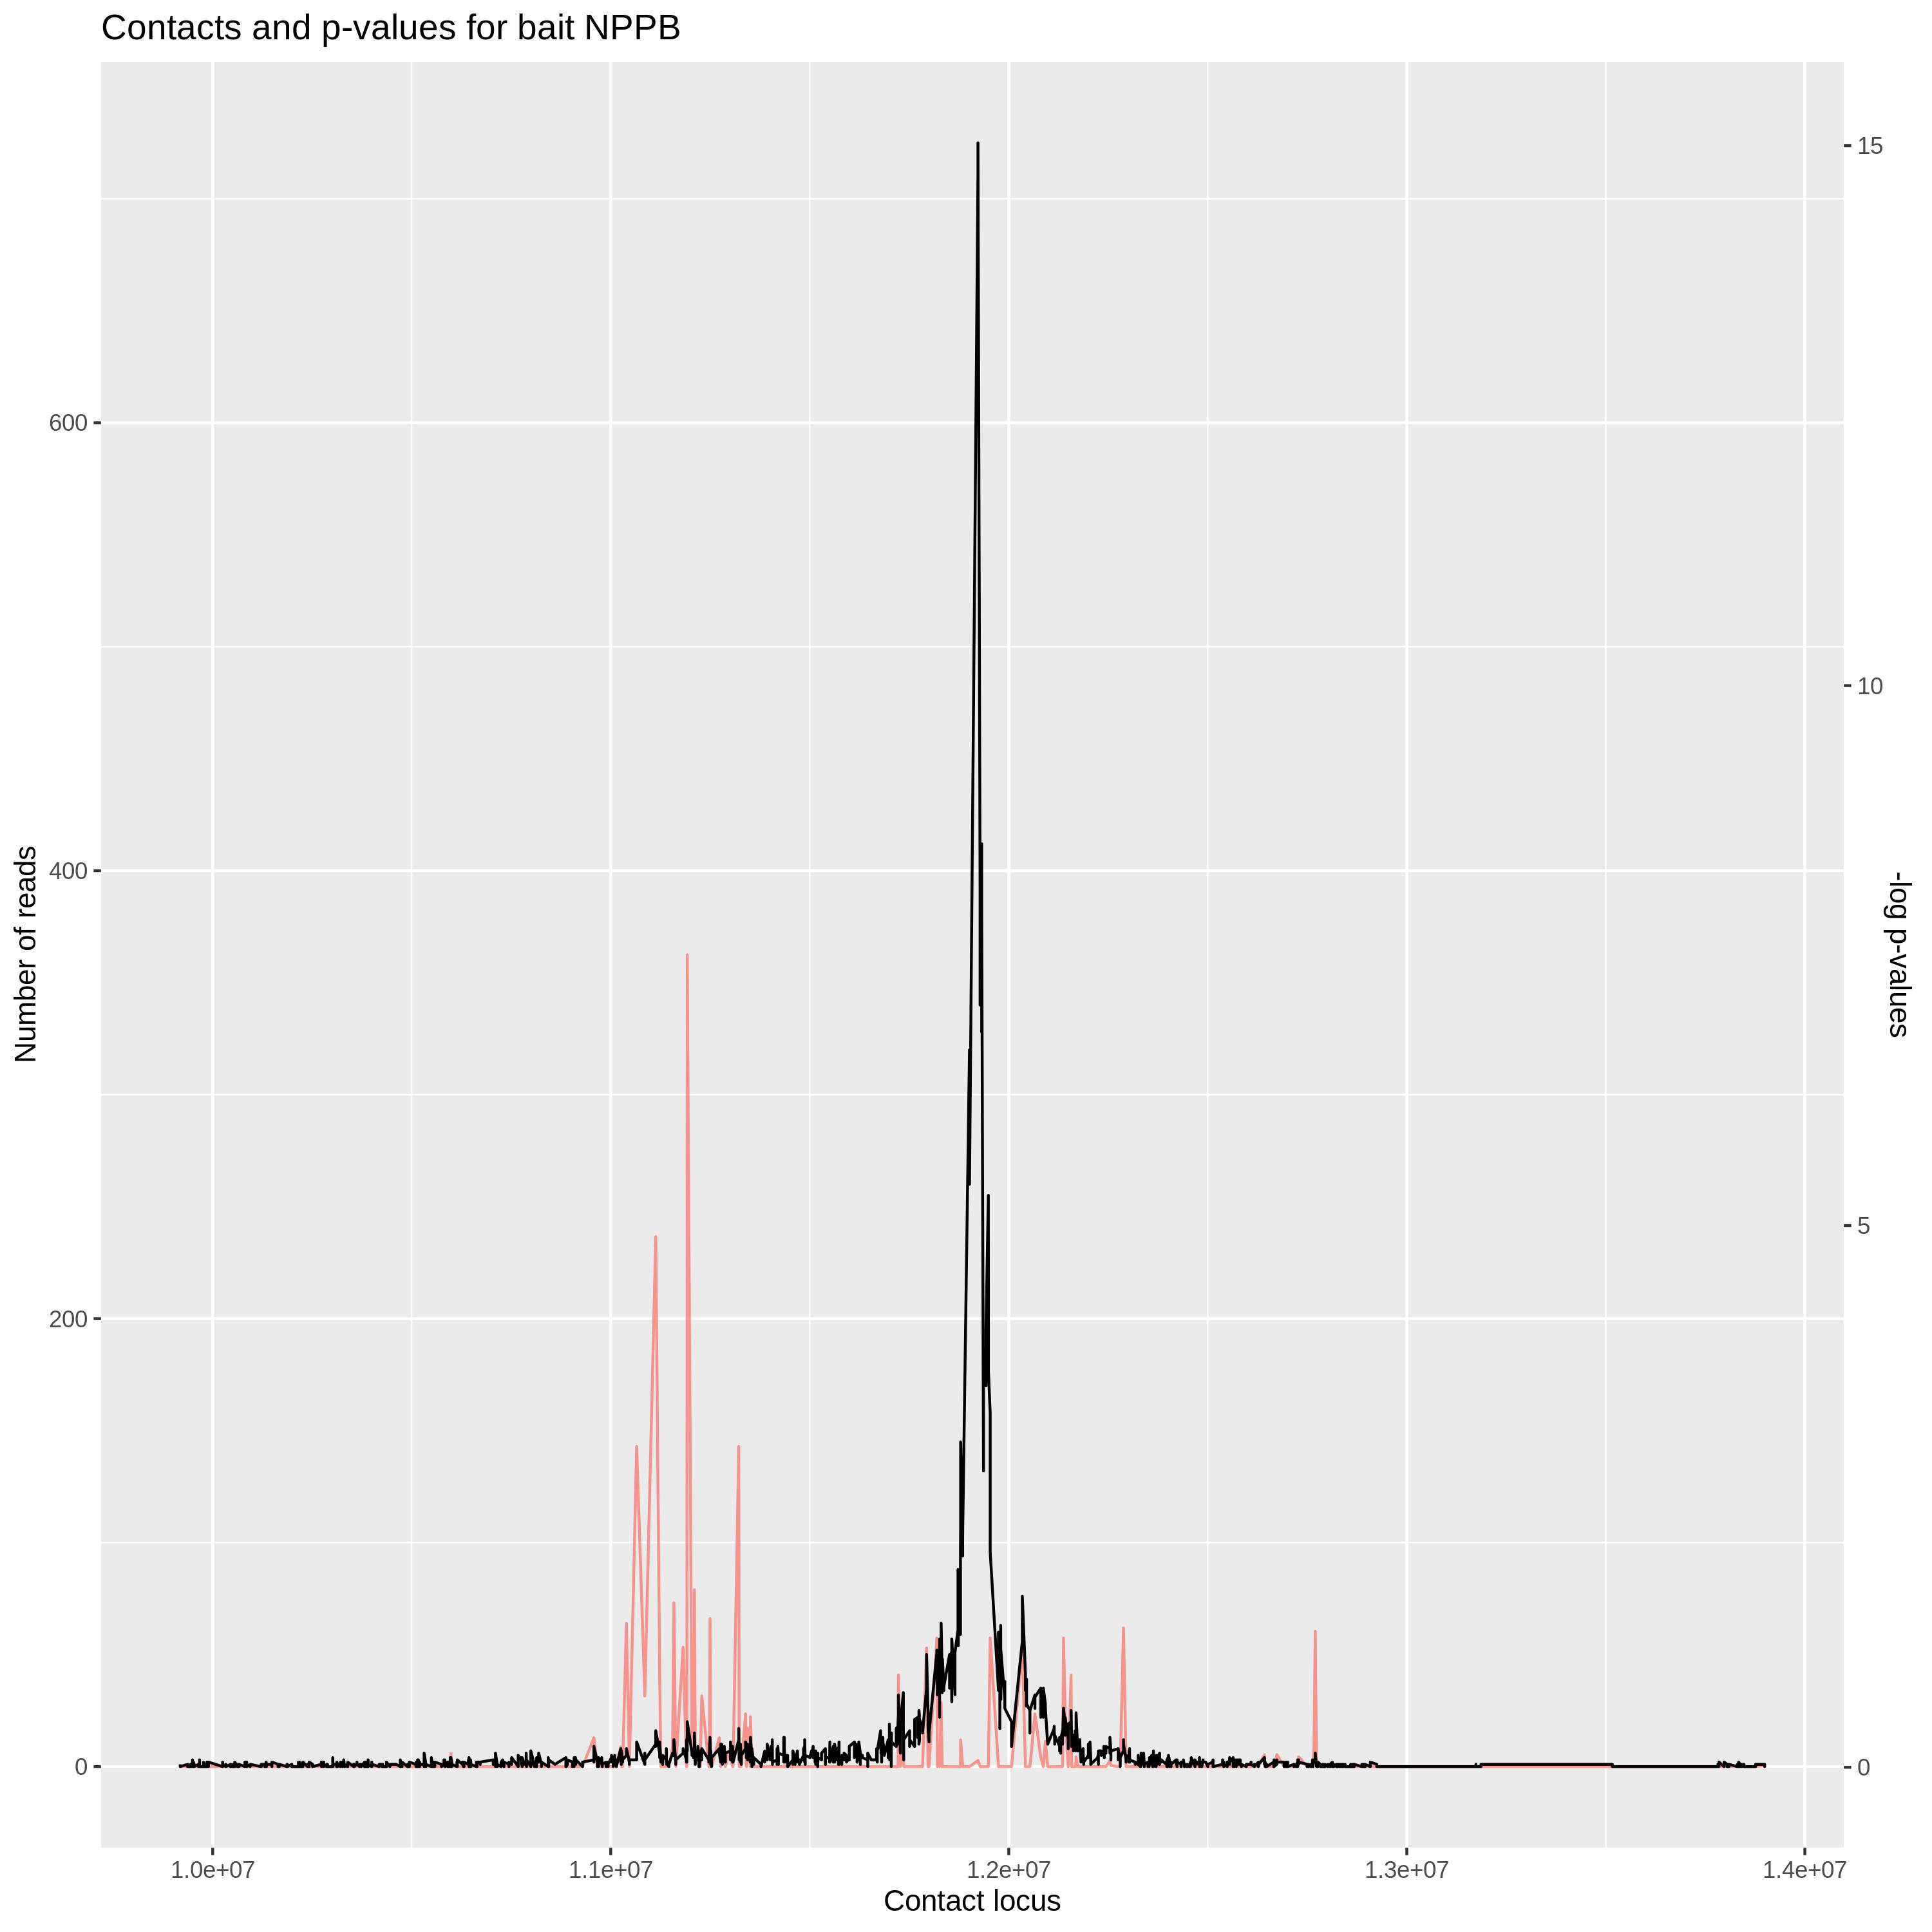 Contacts and p-values for bait NPPB
15
600
10
400
Number of reads
-log p-values
5
200
0
0
1.0e+07
1.1e+07
1.2e+07
1.3e+07
1.4e+07
Contact locus